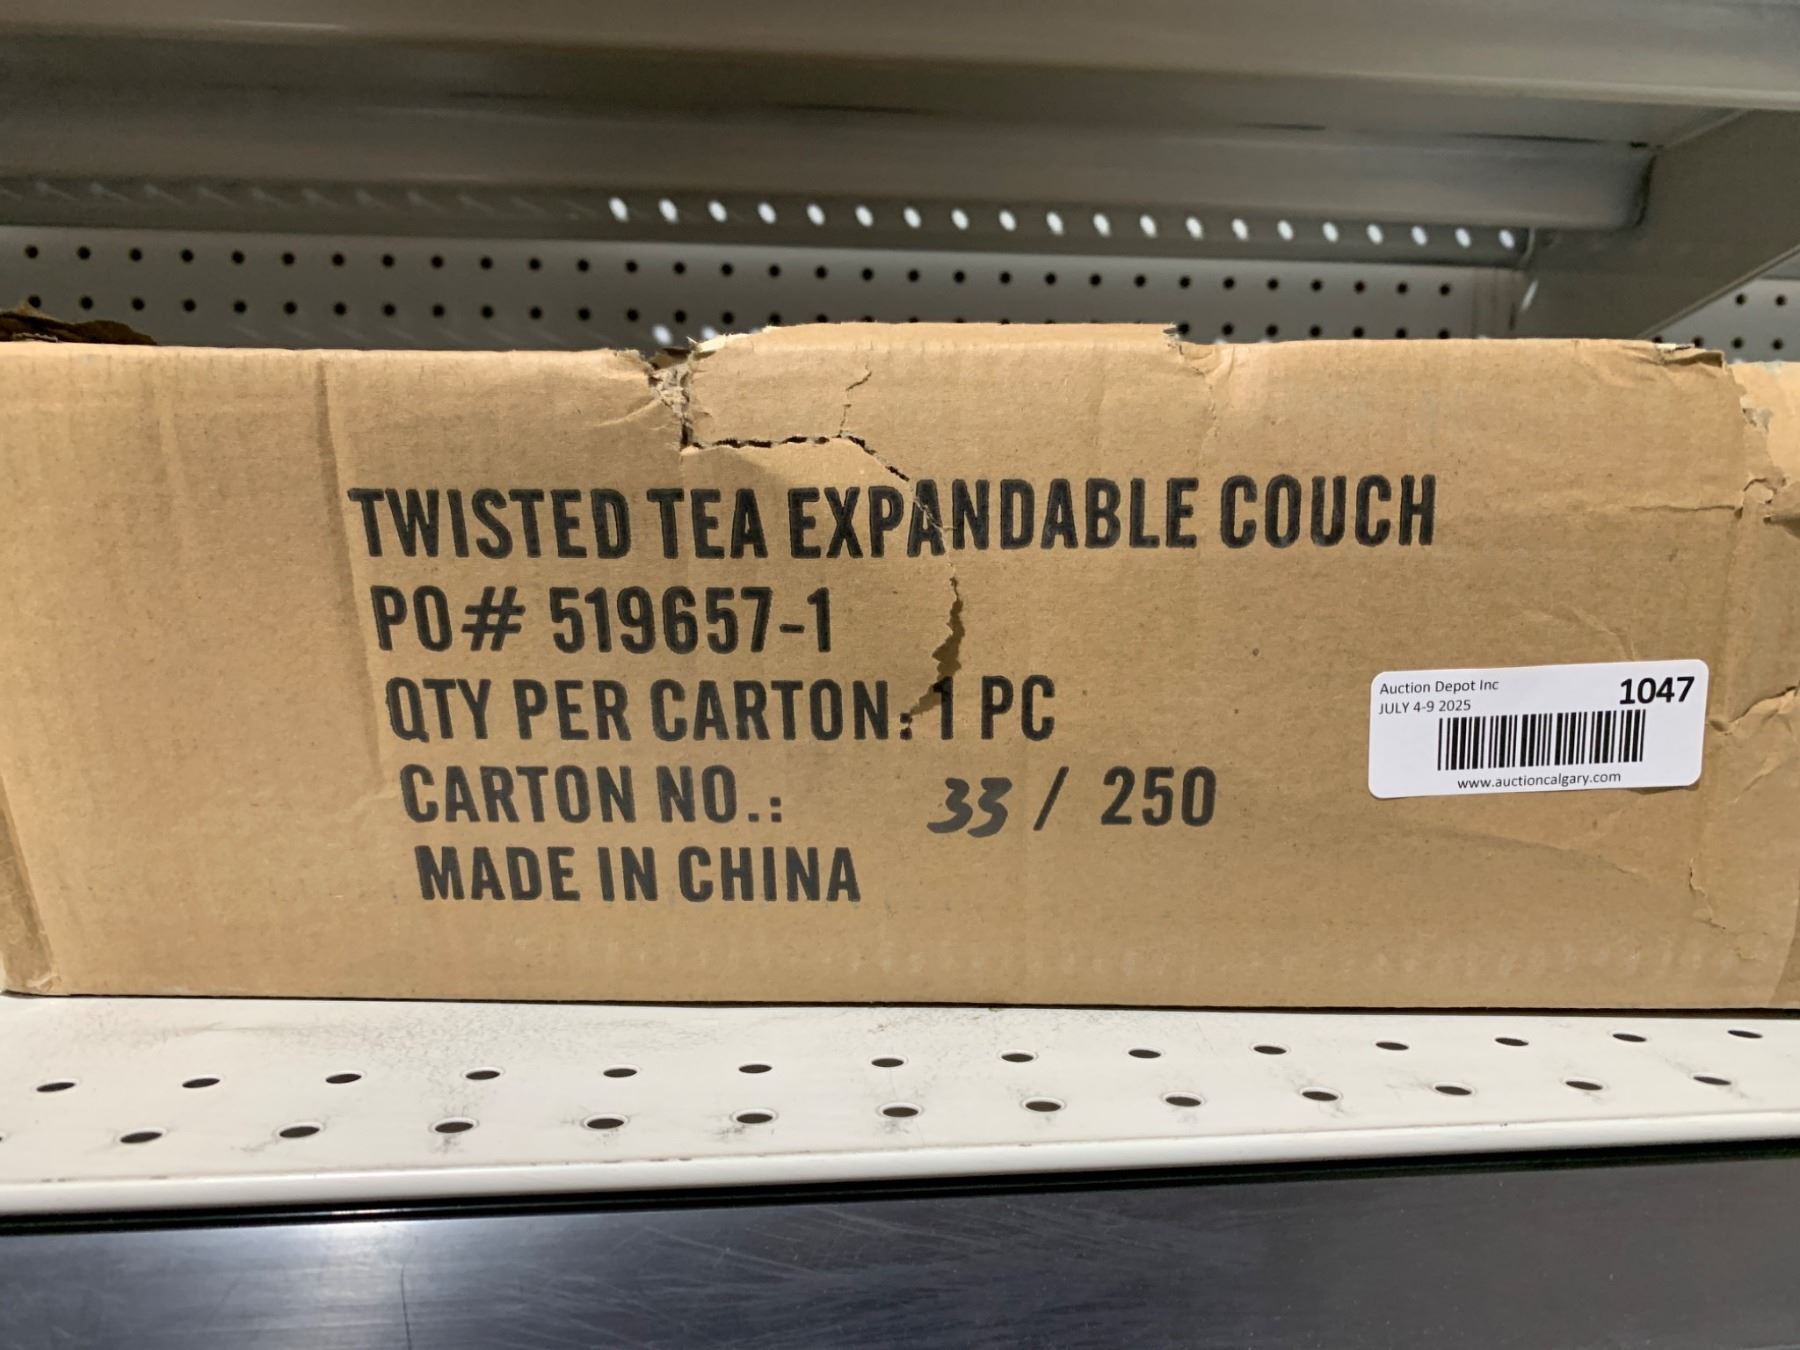 TWISTED TEA EXPANDABLE COUCH
PO# 519657-1
QTY PER CARTON: 1 PC
CARTON NO.: 33 / 250
MADE IN CHINA
Auction Depot Inc 1047
JULY 4-9 2025
www.auctioncalgary.com